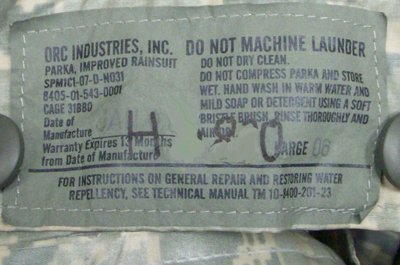 ORC INDUSTRIES, INC.
PARKA, IMPROVED RAINSUIT
SPM1C1-07-D-N031
8405-01-543-0001
CAGE 31BB0
Date of
Manufacture
Warranty Expires 13 Months
from Date of Manufacture
DO NOT MACHINE LAUNDER
DO NOT DRY CLEAN.
DO NOT COMPRESS PARKA AND STORE
WET. HAND WASH IN WARM WATER AND
MILD SOAP OR DETERGENT USING A SOFT
BRISTLE BRUSH, RINSE THOROUGHLY AND
LARGE 06
H
FOR INSTRUCTIONS ON GENERAL REPAIR AND RESTORING WATER
REPELLENCY, SEE TECHNICAL MANUAL TM 10-8400-201-23